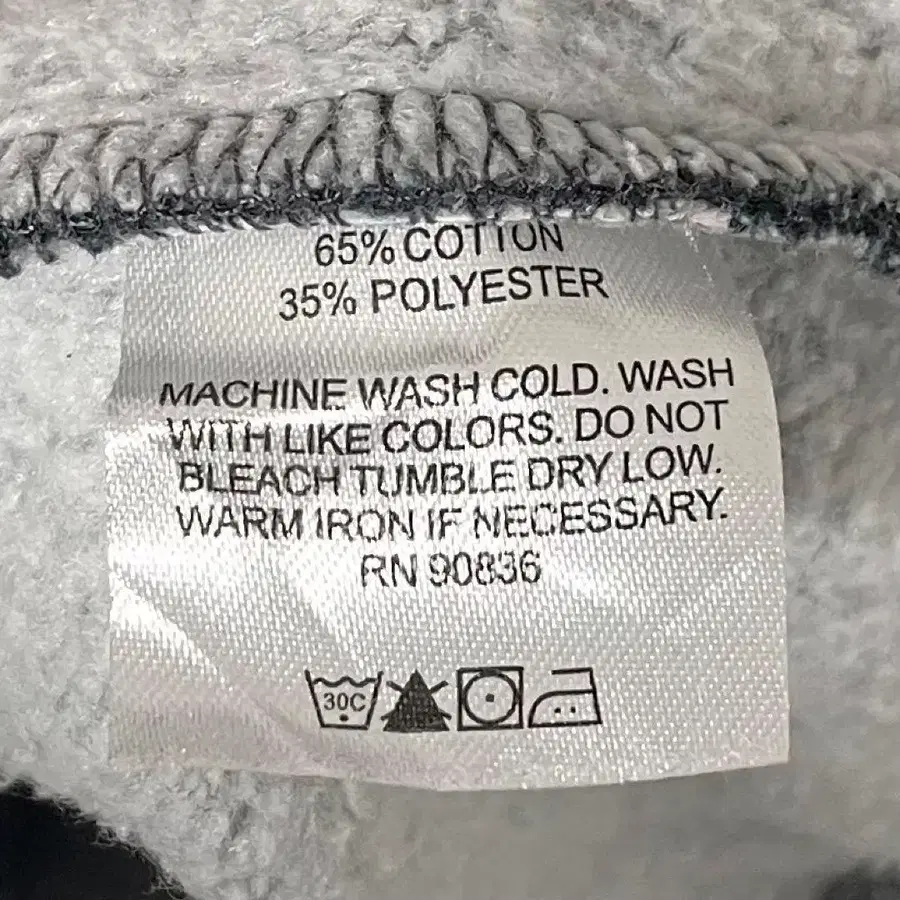 65% COTTON
35% POLYESTER
MACHINE WASH COLD. WASH
WITH LIKE COLORS. DO NOT
BLEACH TUMBLE DRY LOW.
WARM IRON IF NECESSARY.
RN 90836
30C